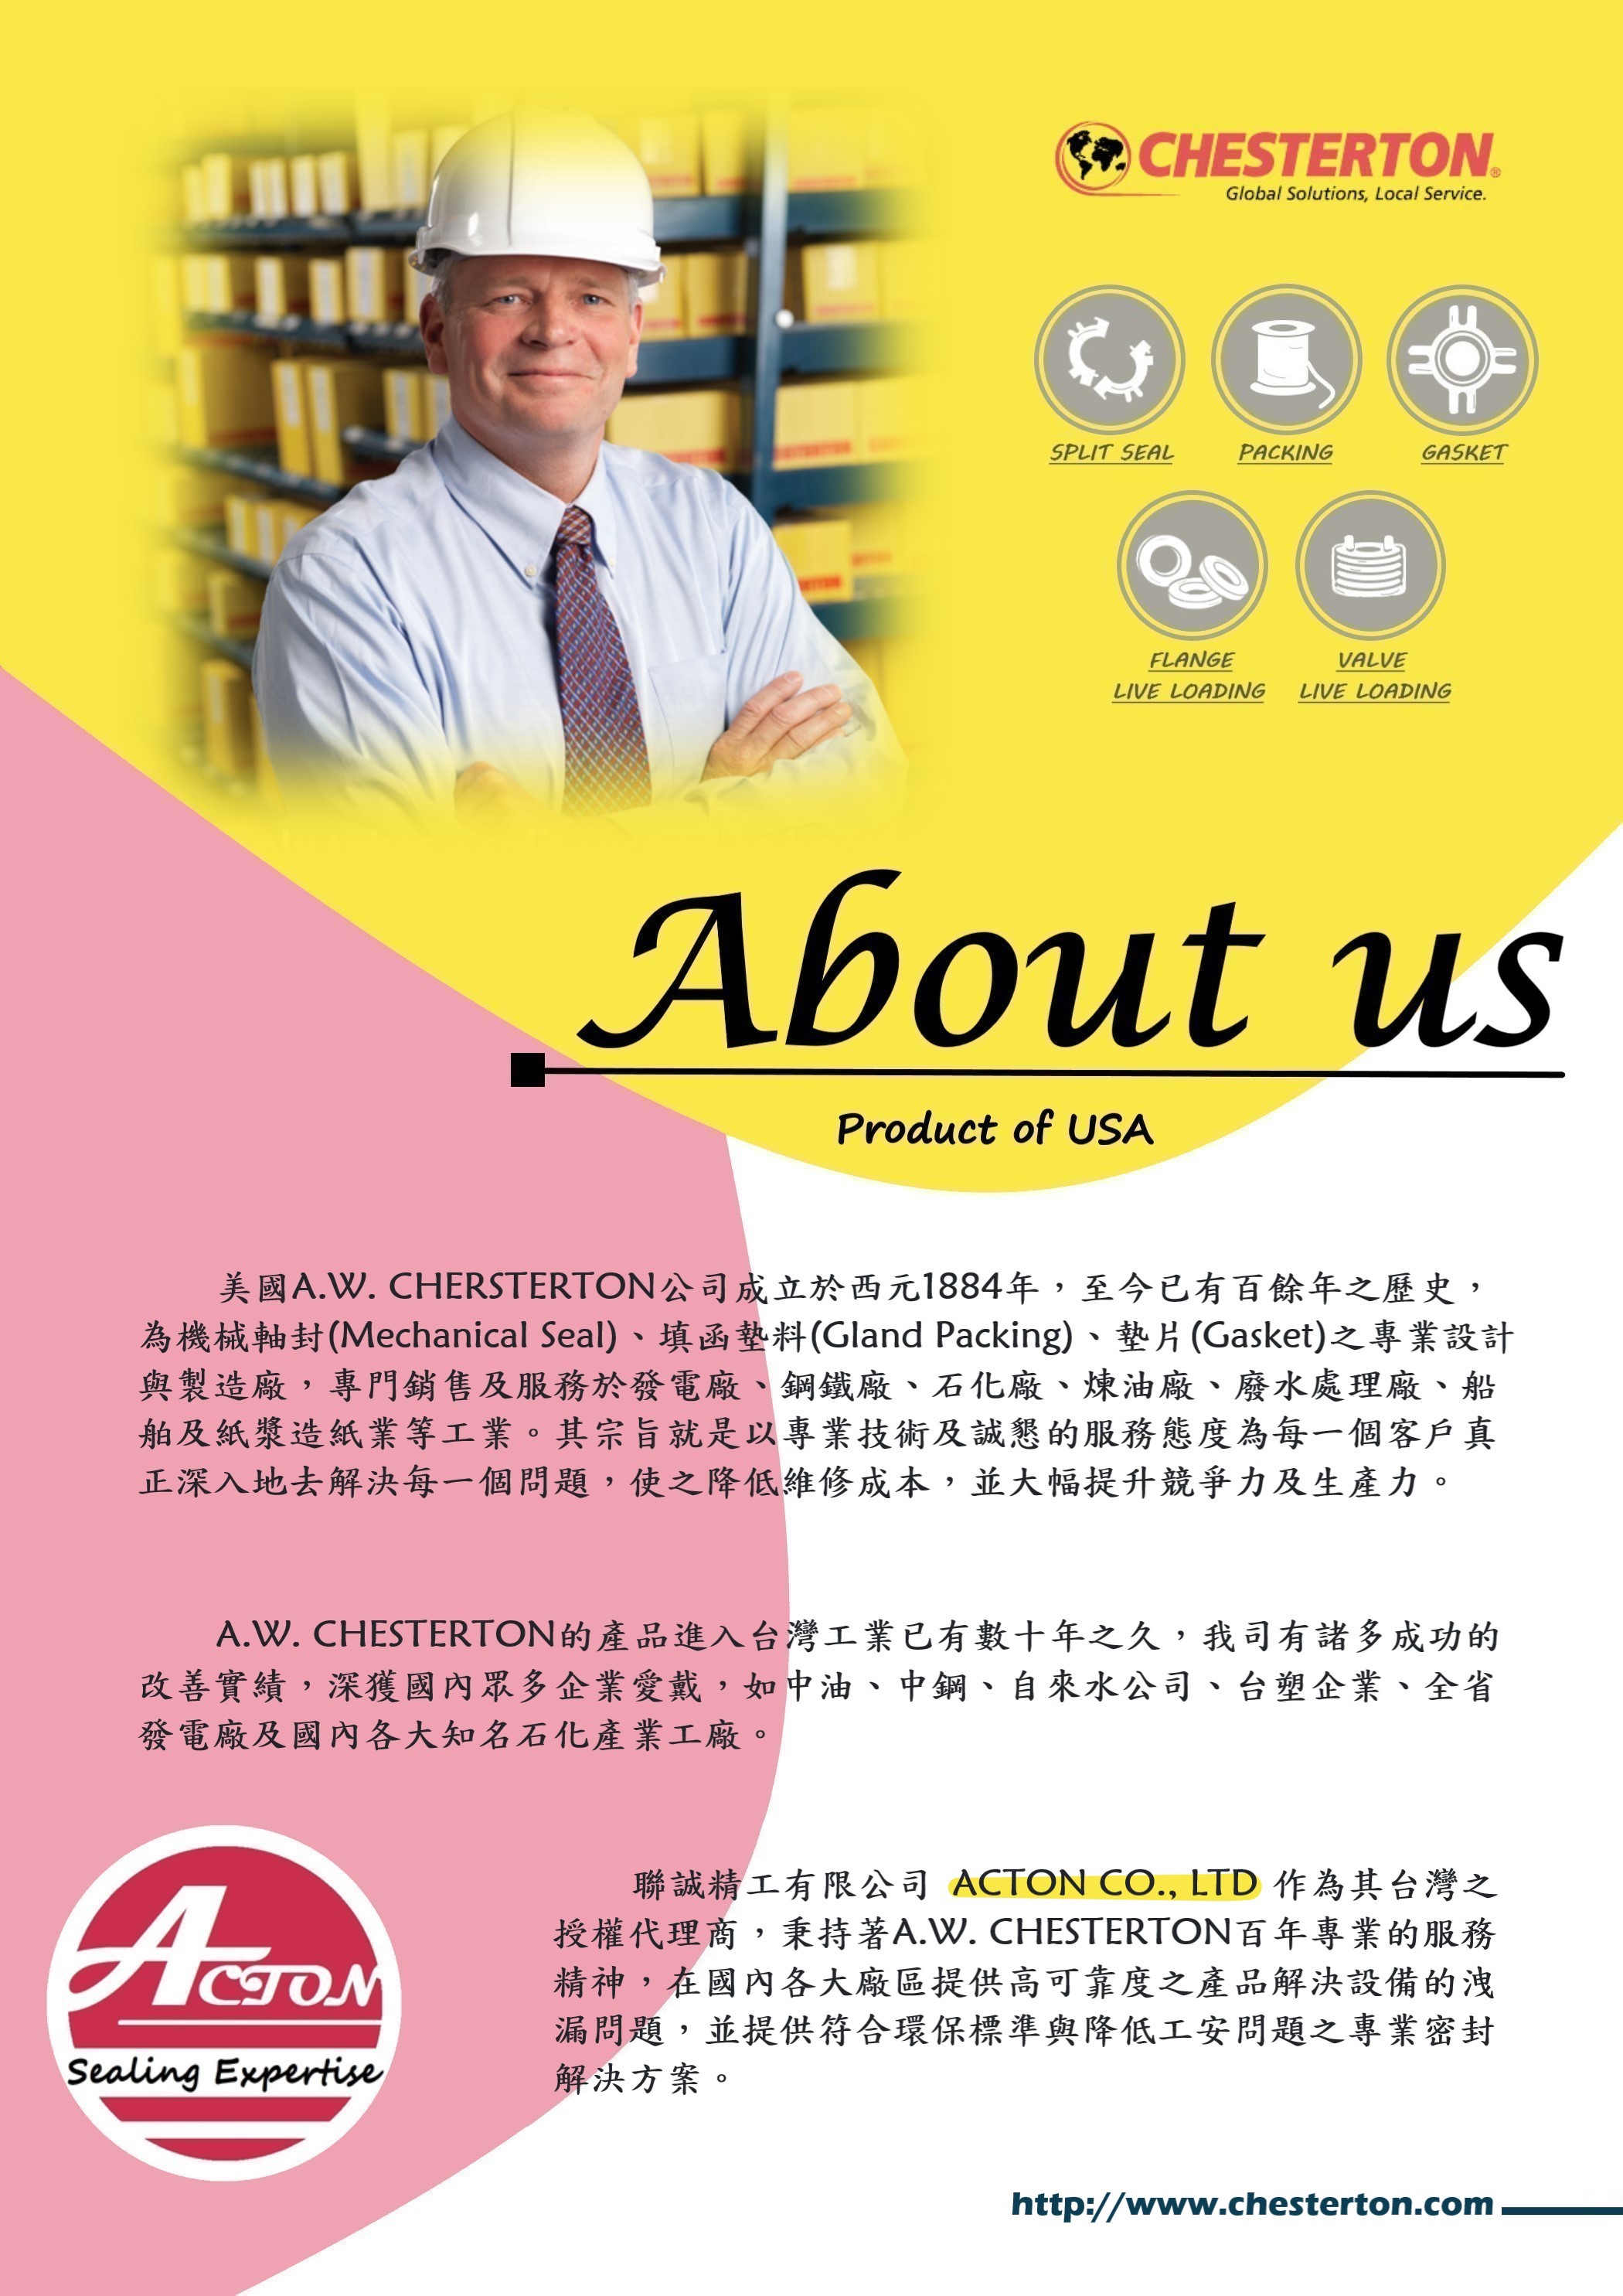 CHESTERTON®
Global Solutions, Local Service.
SPLIT SEAL
PACKING
GASKET
FLANGE
LIVE LOADING
VALVE
LIVE LOADING
About us
Product of USA
美國A.W. CHERSTERTON公司成立於西元1884年，至今已有百餘年之歷史，
為機械軸封(Mechanical Seal)、填函墊料(Gland Packing)、墊片(Gasket)之專業設計
與製造廠，專門銷售及服務於發電廠、鋼鐵廠、石化廠、煉油廠、廢水處理廠、船
舶及紙漿造紙業等工業。其宗旨就是以專業技術及誠懇的服務態度為每一個客戶真
正深入地去解決每一個問題，使之降低維修成本，並大幅提升競爭力及生產力。
A.W. CHESTERTON的產品進入台灣工業已有數十年之久，我司有諸多成功的
改善實績，深獲國內眾多企業愛戴，如中油、中鋼、自來水公司、台塑企業、全省
發電廠及國內各大知名石化產業工廠。
聯誠精工有限公司 ACTON CO., LTD 作為其台灣之
授權代理商，秉持著A.W. CHESTERTON百年專業的服務
精神，在國內各大廠區提供高可靠度之產品解決設備的洩
漏問題，並提供符合環保標準與降低工安問題之專業密封
解決方案。
ACTON
Sealing Expertise
http://www.chesterton.com